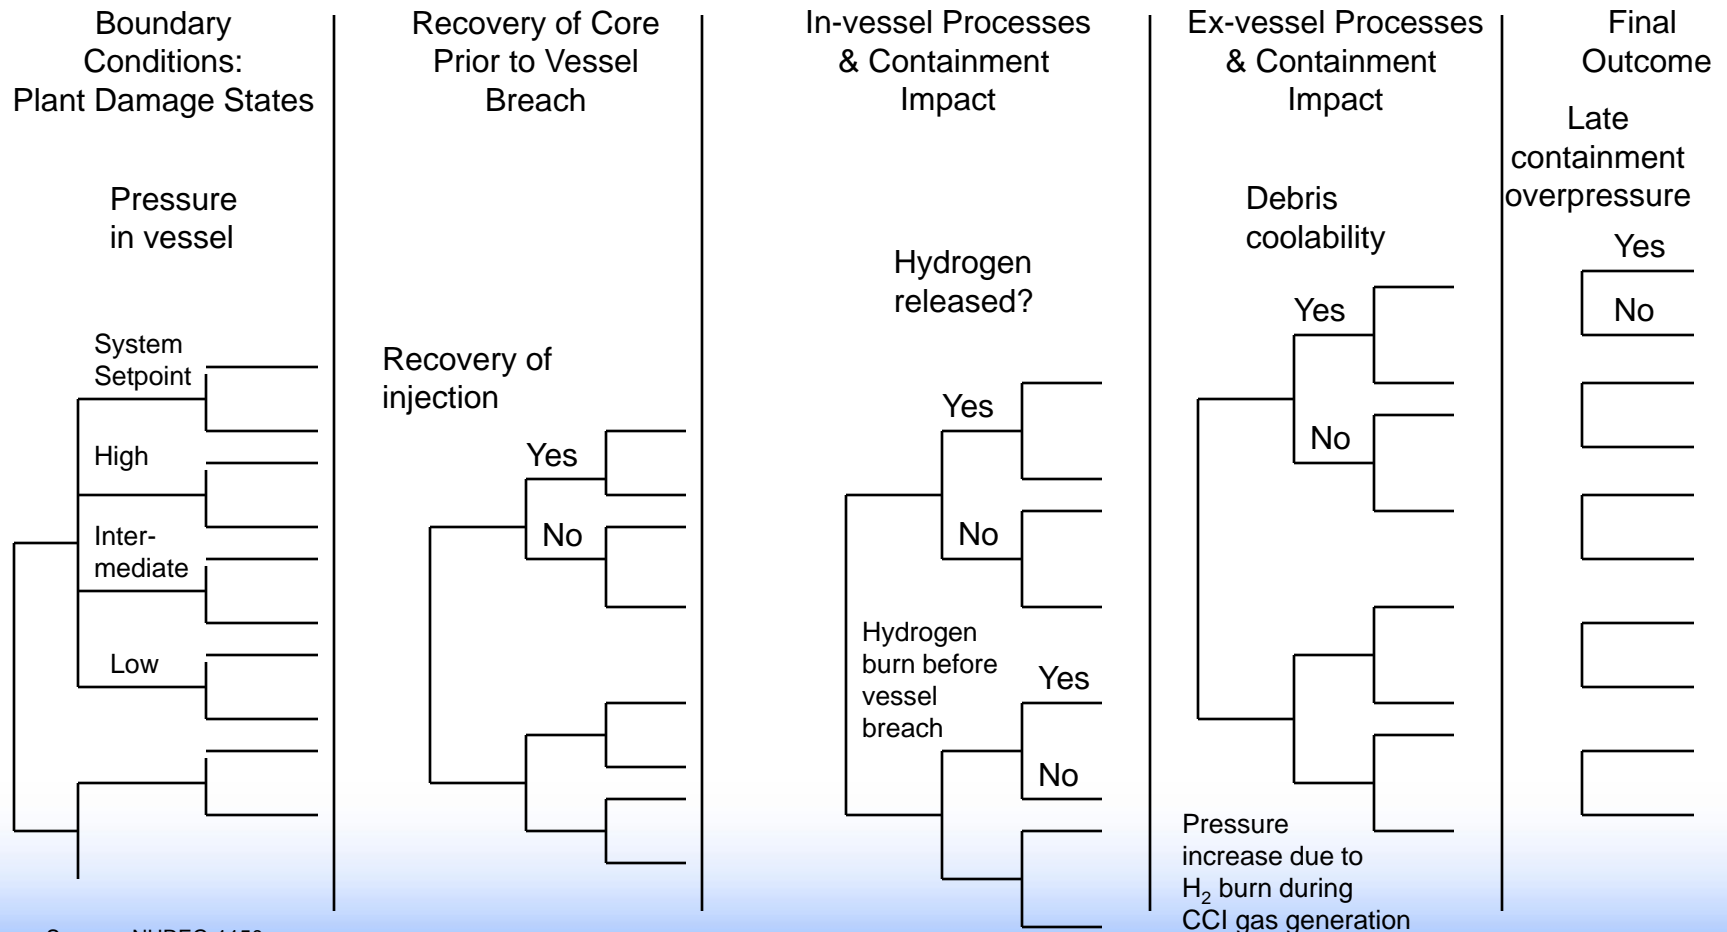 Boundary
Conditions:
Plant Damage States
Pressure
in vessel
System
Setpoint
High
Inter-
mediate
Low
Recovery of Core
Prior to Vessel
Breach
Recovery of
injection
Yes
No
In-vessel Processes
& Containment
Impact
Hydrogen
released?
Yes
No
Hydrogen
burn before
vessel
breach
Yes
No
Ex-vessel Processes
& Containment
Impact
Debris
coolability
Yes
No
Pressure
increase due to
H₂ burn during
CCI gas generation
Final
Outcome
Late
containment
overpressure
Yes
No